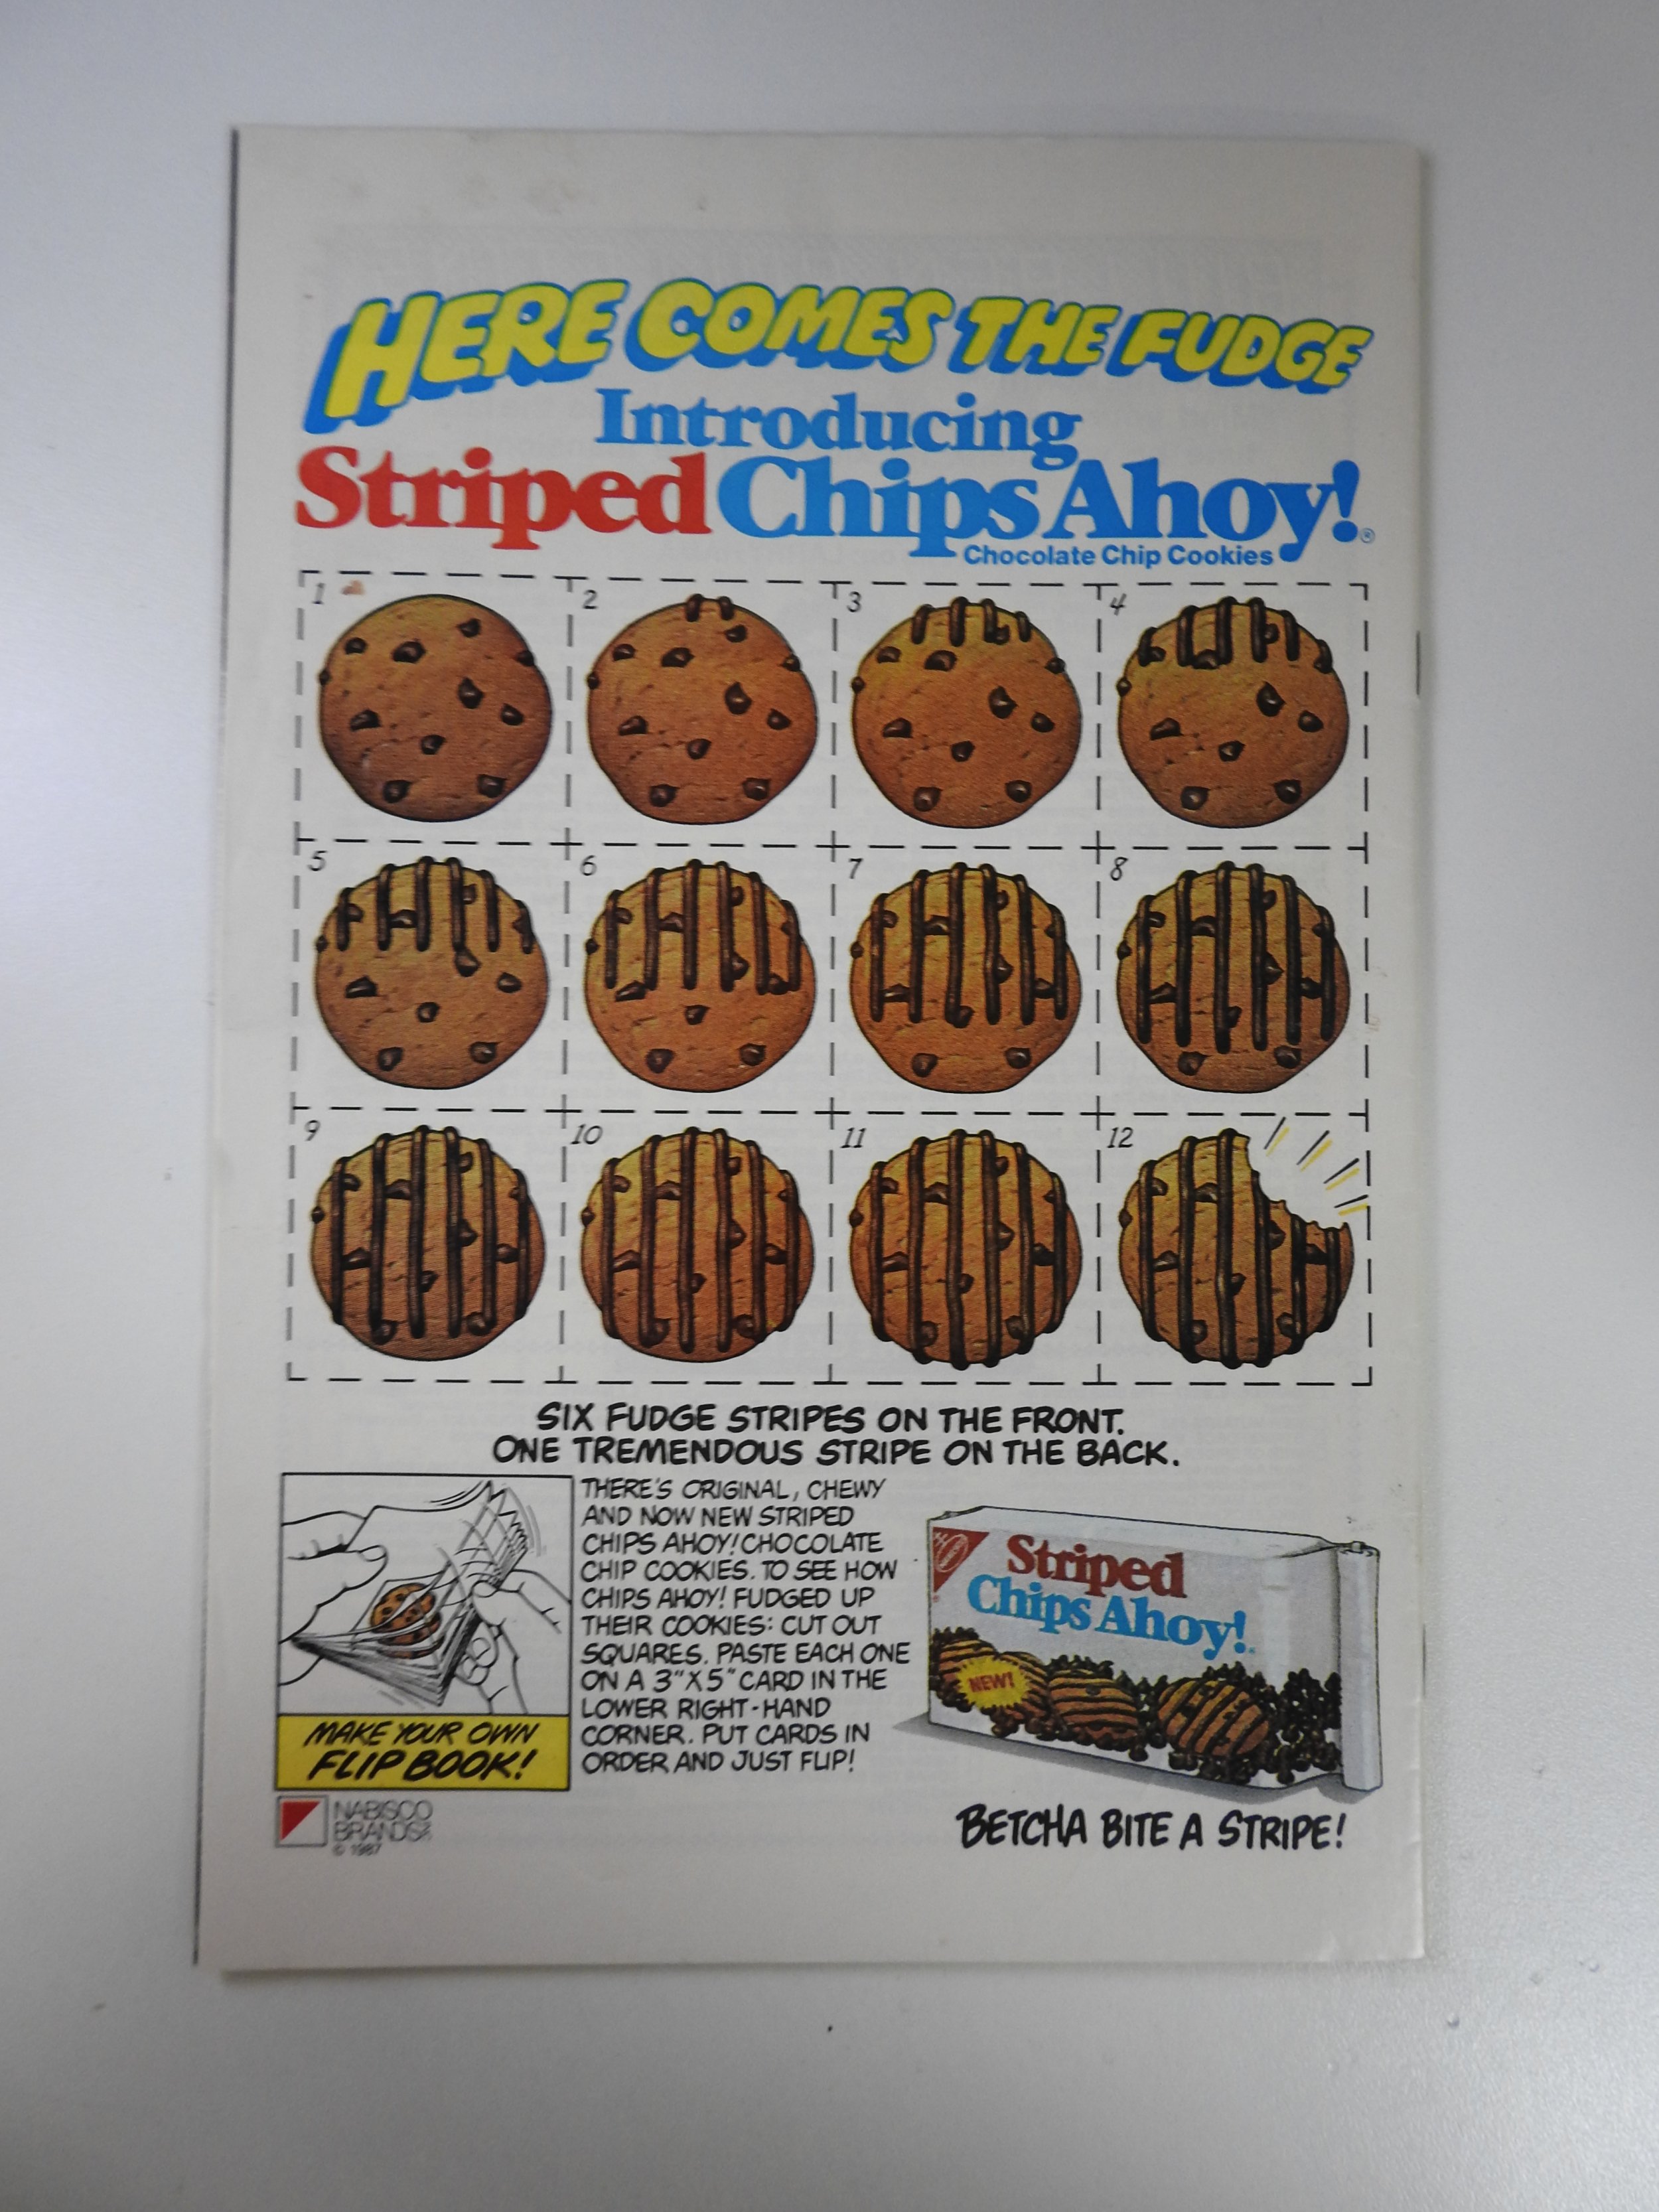 HERE COMES THE FUDGE
Introducing
Striped Chips Ahoy!®
Chocolate Chip Cookies
1
2
3
4
5
6
7
8
9
10
11
12
SIX FUDGE STRIPES ON THE FRONT.
ONE TREMENDOUS STRIPE ON THE BACK.
MAKE YOUR OWN
FLIP BOOK!
THERE'S ORIGINAL, CHEWY
AND NOW NEW STRIPED
CHIPS AHOY! CHOCOLATE
CHIP COOKIES. TO SEE HOW
CHIPS AHOY! FUDGED UP
THEIR COOKIES: CUT OUT
SQUARES. PASTE EACH ONE
ON A 3" X 5" CARD IN THE
LOWER RIGHT-HAND
CORNER. PUT CARDS IN
ORDER AND JUST FLIP!
Striped
Chips Ahoy!
NEW!
NABISCO
BRANDS
© 1987
BETCHA BITE A STRIPE!